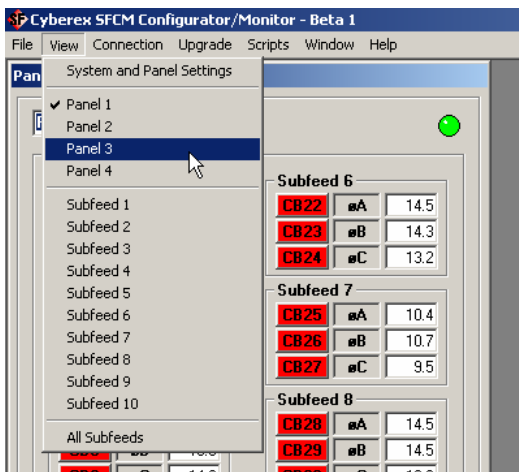 Cyberex SFCM Configurator/Monitor - Beta 1
File View Connection Upgrade Scripts Window Help
Pan
System and Panel Settings
Panel 1
Panel 2
Panel 3
Panel 4
Subfeed 1
Subfeed 2
Subfeed 3
Subfeed 4
Subfeed 5
Subfeed 6
Subfeed 7
Subfeed 8
Subfeed 9
Subfeed 10
All Subfeeds
Subfeed 6
CB22 øA 14.5
CB23 øB 14.3
CB24 øC 13.2
Subfeed 7
CB25 øA 10.4
CB26 øB 10.7
CB27 øC 9.5
Subfeed 8
CB28 øA 14.5
CB29 øB 14.5